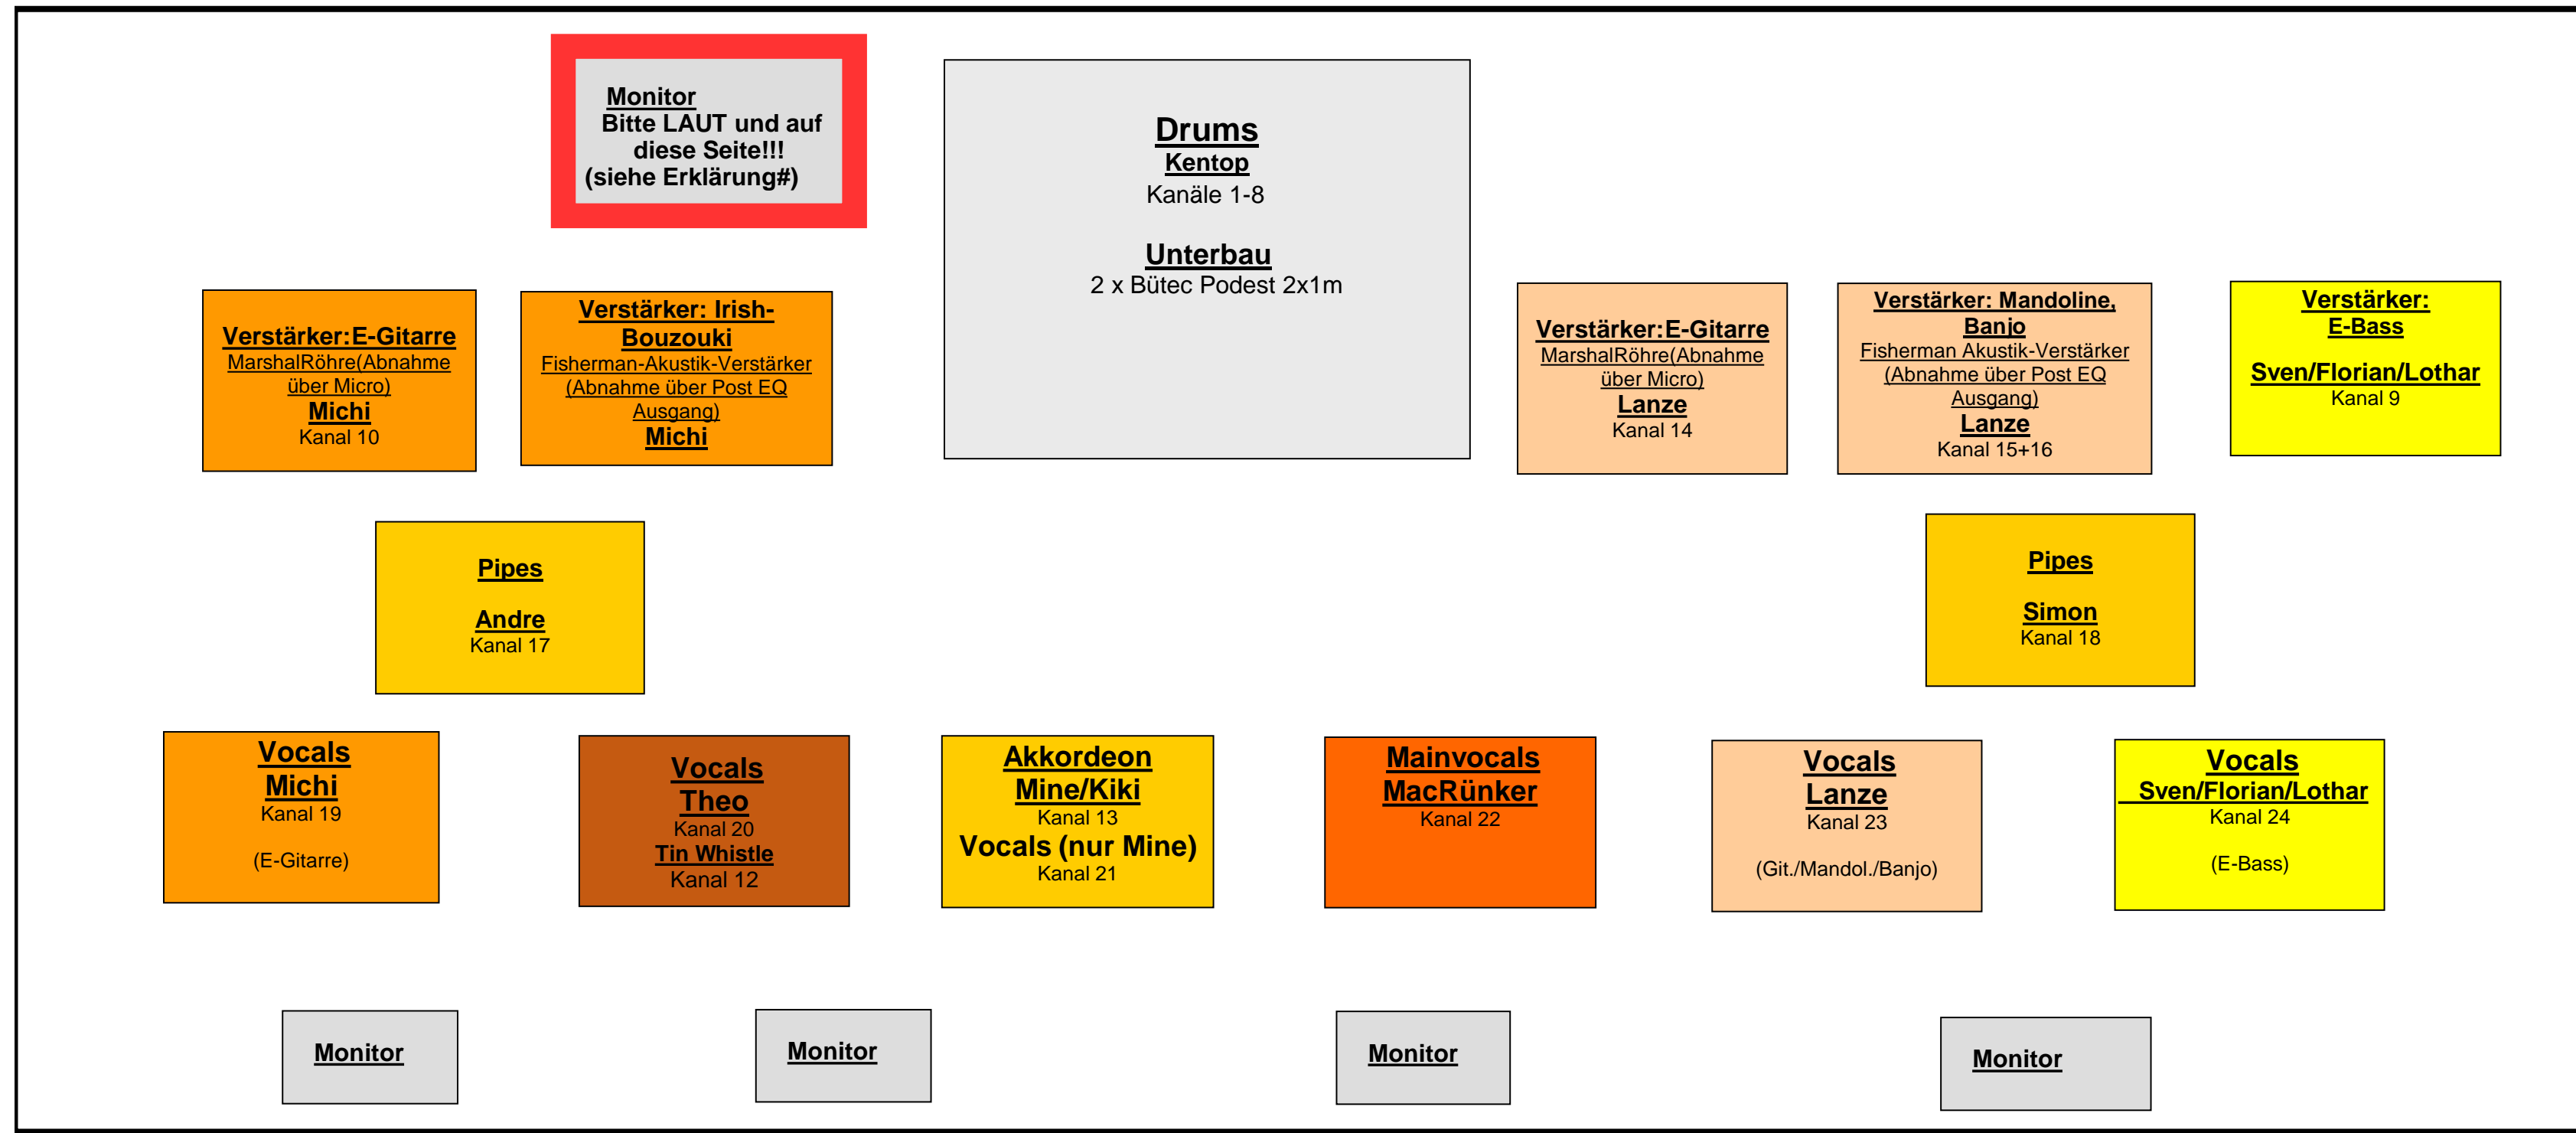 Monitor
Bitte LAUT und auf
diese Seite!!!
(siehe Erklärung#)
Drums
Kentop
Kanäle 1-8
Unterbau
2 x Bütec Podest 2x1m
Verstärker:E-Gitarre
MarshalRöhre(Abnahme
über Micro)
Michi
Kanal 10
Verstärker: Irish-
Bouzouki
Fisherman-Akustik-Verstärker
(Abnahme über Post EQ
Ausgang)
Michi
Verstärker:E-Gitarre
MarshalRöhre(Abnahme
über Micro)
Lanze
Kanal 14
Verstärker: Mandoline,
Banjo
Fisherman Akustik-Verstärker
(Abnahme über Post EQ
Ausgang)
Lanze
Kanal 15+16
Verstärker:
E-Bass
Sven/Florian/Lothar
Kanal 9
Pipes
Andre
Kanal 17
Pipes
Simon
Kanal 18
Vocals
Michi
Kanal 19
(E-Gitarre)
Vocals
Theo
Kanal 20
Tin Whistle
Kanal 12
Akkordeon
Mine/Kiki
Kanal 13
Vocals (nur Mine)
Kanal 21
Mainvocals
MacRünker
Kanal 22
Vocals
Lanze
Kanal 23
(Git./Mandol./Banjo)
Vocals
Sven/Florian/Lothar
Kanal 24
(E-Bass)
Monitor
Monitor
Monitor
Monitor